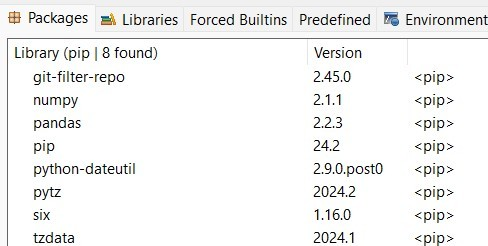 Packages Libraries Forced Builtins Predefined Environment
Library (pip | 8 found) Version
git-filter-repo 2.45.0 <pip>
numpy 2.1.1 <pip>
pandas 2.2.3 <pip>
pip 24.2 <pip>
python-dateutil 2.9.0.post0 <pip>
pytz 2024.2 <pip>
six 1.16.0 <pip>
tzdata 2024.1 <pip>